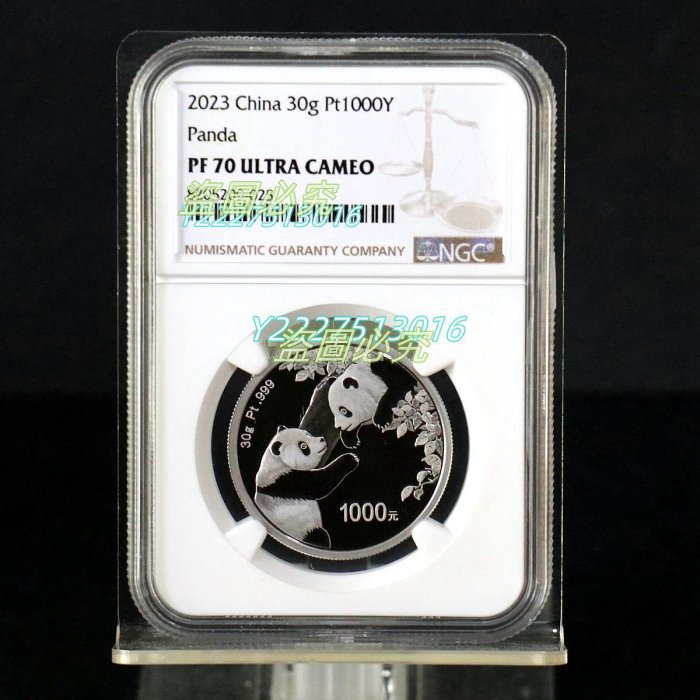 2023 China 30g Pt1000Y
Panda
PF 70 ULTRA CAMEO
盜圖必究
Y2227513016
NUMISMATIC GUARANTY COMPANY
NGC
Y2227513016
盜圖必究
30g Pt .999
1000元